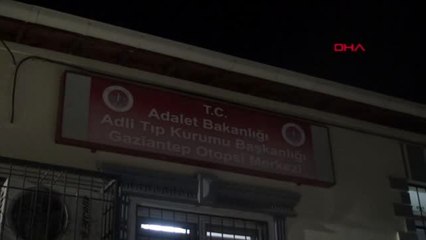 DHA
T.C.
Adalet Bakanlığı
Adli Tıp Kurumu Başkanlığı
Gaziantep Otopsi Merkezi